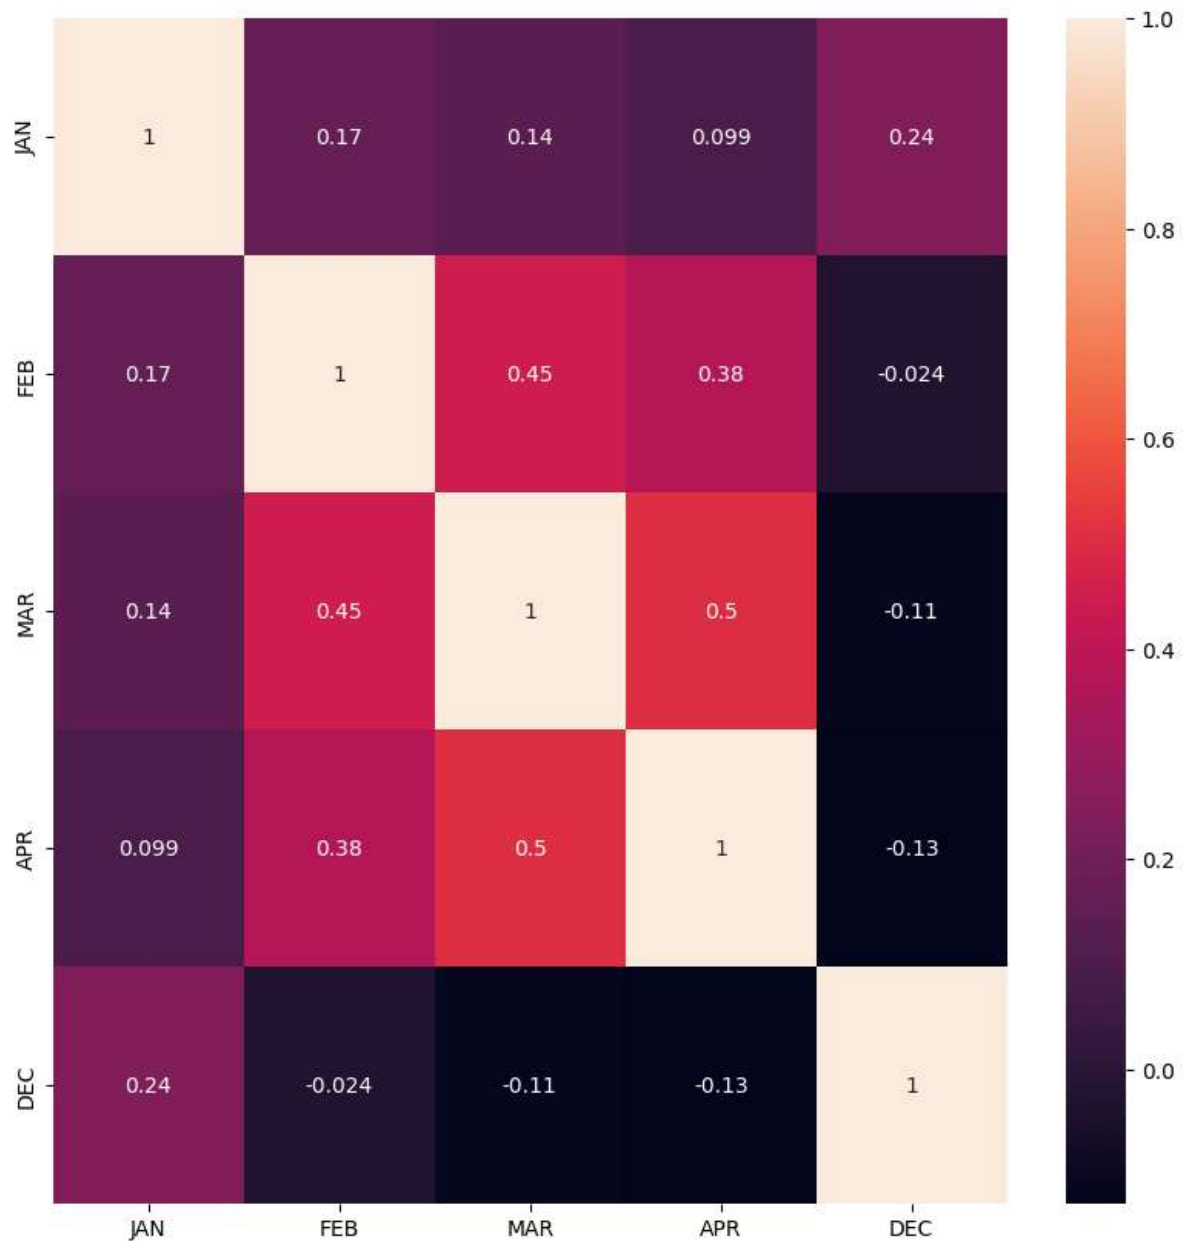 1.0
JAN 1 0.17 0.14 0.099 0.24
0.8
FEB 0.17 1 0.45 0.38 -0.024
0.6
MAR 0.14 0.45 1 0.5 -0.11
0.4
APR 0.099 0.38 0.5 1 -0.13
0.2
DEC 0.24 -0.024 -0.11 -0.13 1
0.0
JAN FEB MAR APR DEC